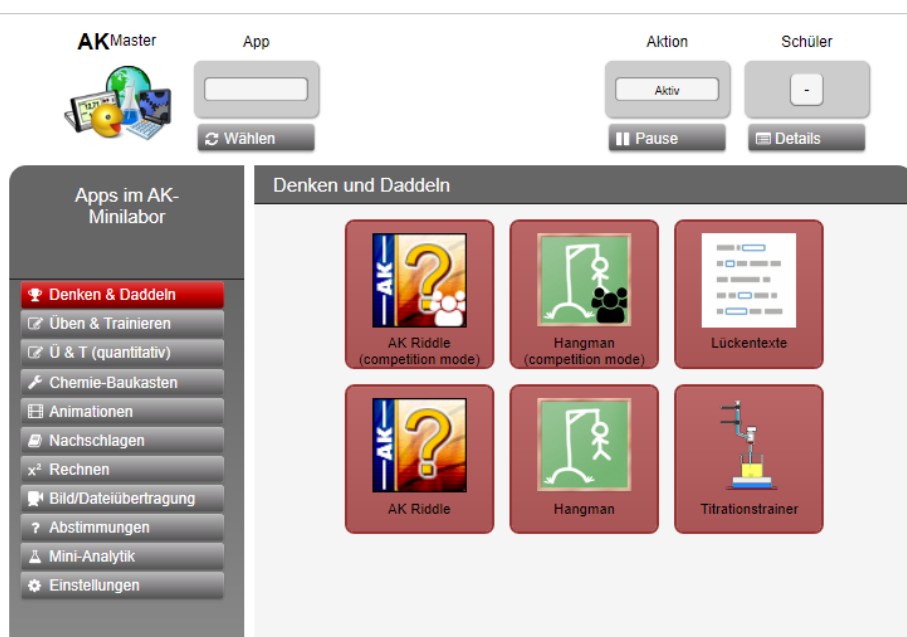 AKMaster
App
Aktion
Schüler
Aktiv
-
Wählen
Pause
Details
Apps im AK-
Minilabor
Denken & Daddeln
Üben & Trainieren
Ü & T (quantitativ)
Chemie-Baukasten
Animationen
Nachschlagen
x² Rechnen
Bild/Dateiübertragung
? Abstimmungen
Mini-Analytik
Einstellungen
Denken und Daddeln
AK
AK Riddle
(competition mode)
Hangman
(competition mode)
Lückentexte
AK
AK Riddle
Hangman
Titrationstrainer